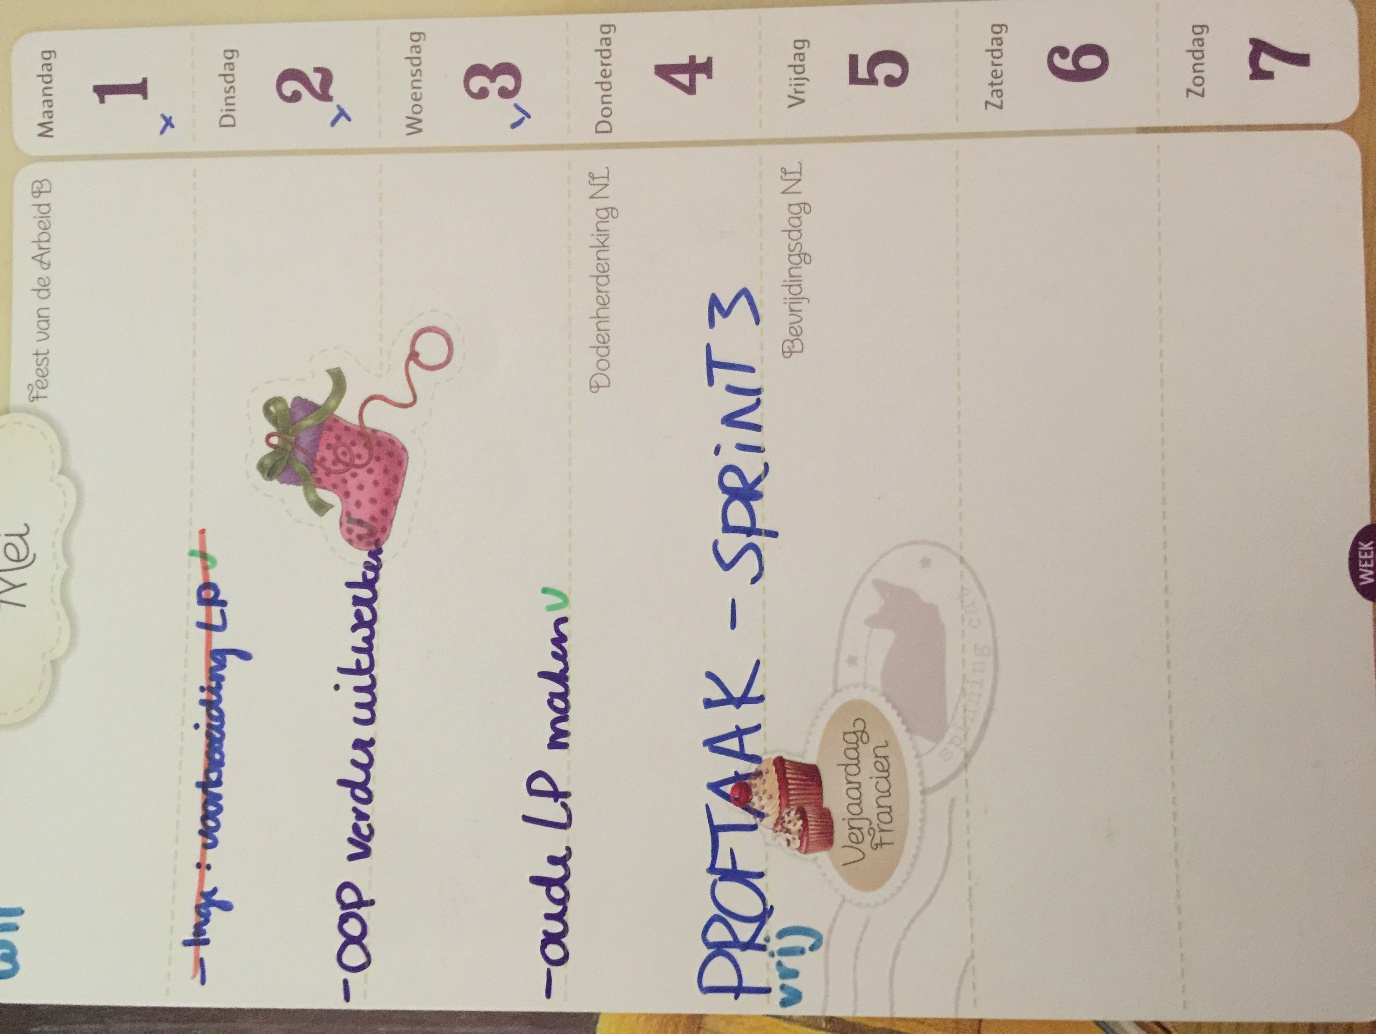 Mei
Maandag
1
Feest van de Arbeid B
- Inge: voorbereiding LP
Dinsdag
2
- OOP verder uitwerken
Woensdag
3
- oude LP maken
Donderdag
4
Dodenherdenking NL
PROFTAAK - SPRINT 3
Vrijdag
5
Bevrijdingsdag NL
vrij
Verjaardag
Francien
Zaterdag
6
Zondag
7
WEEK